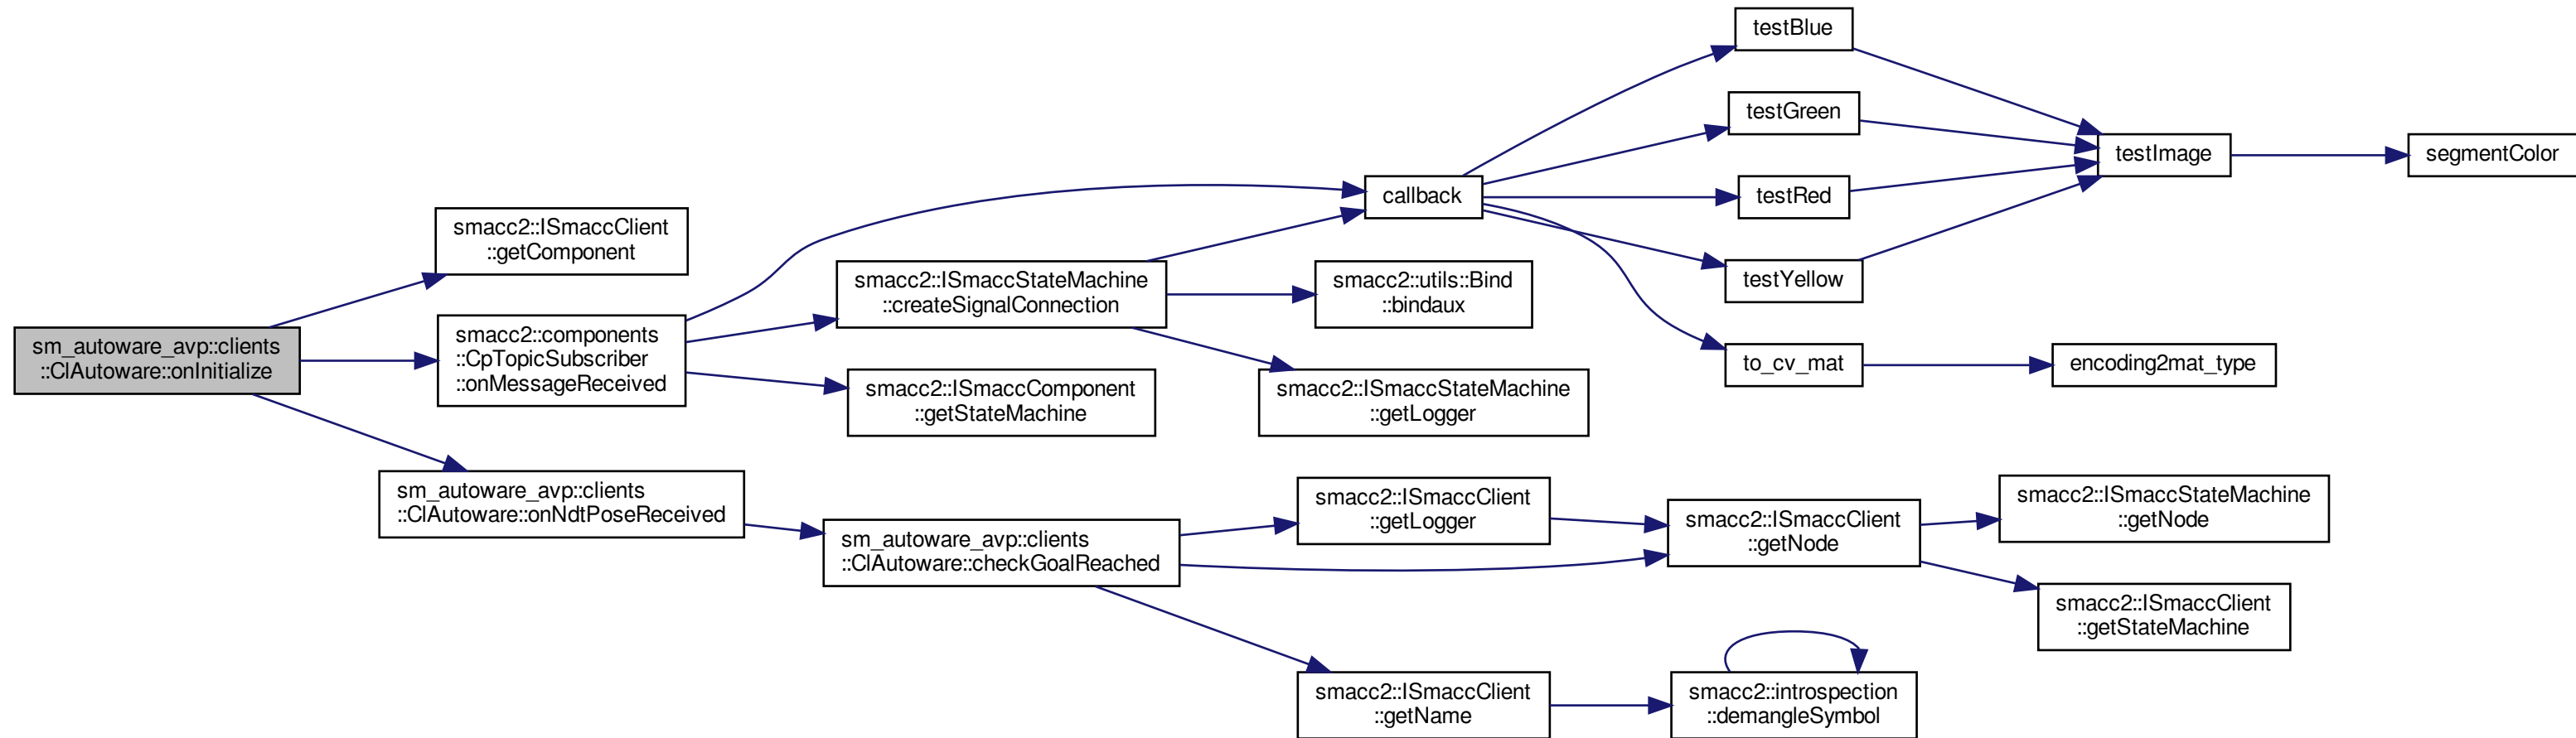 sm_autoware_avp::clients
::ClAutoware::onInitialize
smacc2::ISmaccClient
::getComponent
smacc2::components
::CpTopicSubscriber
::onMessageReceived
sm_autoware_avp::clients
::ClAutoware::onNdtPoseReceived
smacc2::ISmaccStateMachine
::createSignalConnection
smacc2::ISmaccComponent
::getStateMachine
sm_autoware_avp::clients
::ClAutoware::checkGoalReached
callback
smacc2::utils::Bind
::bindaux
smacc2::ISmaccStateMachine
::getLogger
smacc2::ISmaccClient
::getLogger
smacc2::ISmaccClient
::getName
testBlue
testGreen
testRed
testYellow
to_cv_mat
smacc2::ISmaccClient
::getNode
smacc2::introspection
::demangleSymbol
testImage
encoding2mat_type
smacc2::ISmaccStateMachine
::getNode
smacc2::ISmaccClient
::getStateMachine
segmentColor